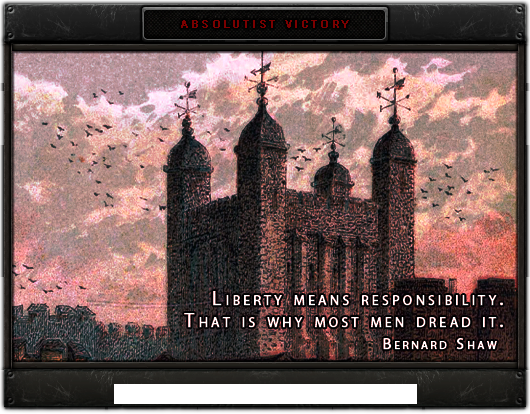 ABSOLUTIST VICTORY
LIBERTY MEANS RESPONSIBILITY.
THAT IS WHY MOST MEN DREAD IT.
BERNARD SHAW